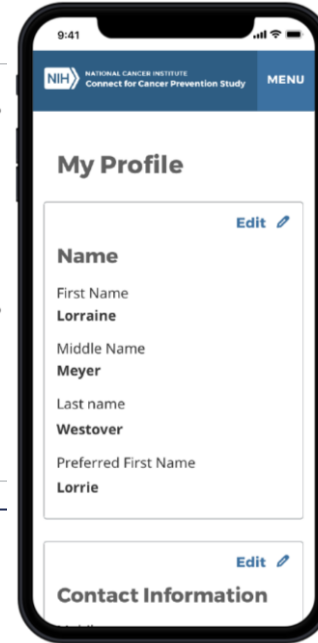 9:41
NIH
NATIONAL CANCER INSTITUTE
Connect for Cancer Prevention Study
MENU
My Profile
Edit
Name
First Name
Lorraine
Middle Name
Meyer
Last name
Westover
Preferred First Name
Lorrie
Edit
Contact Information